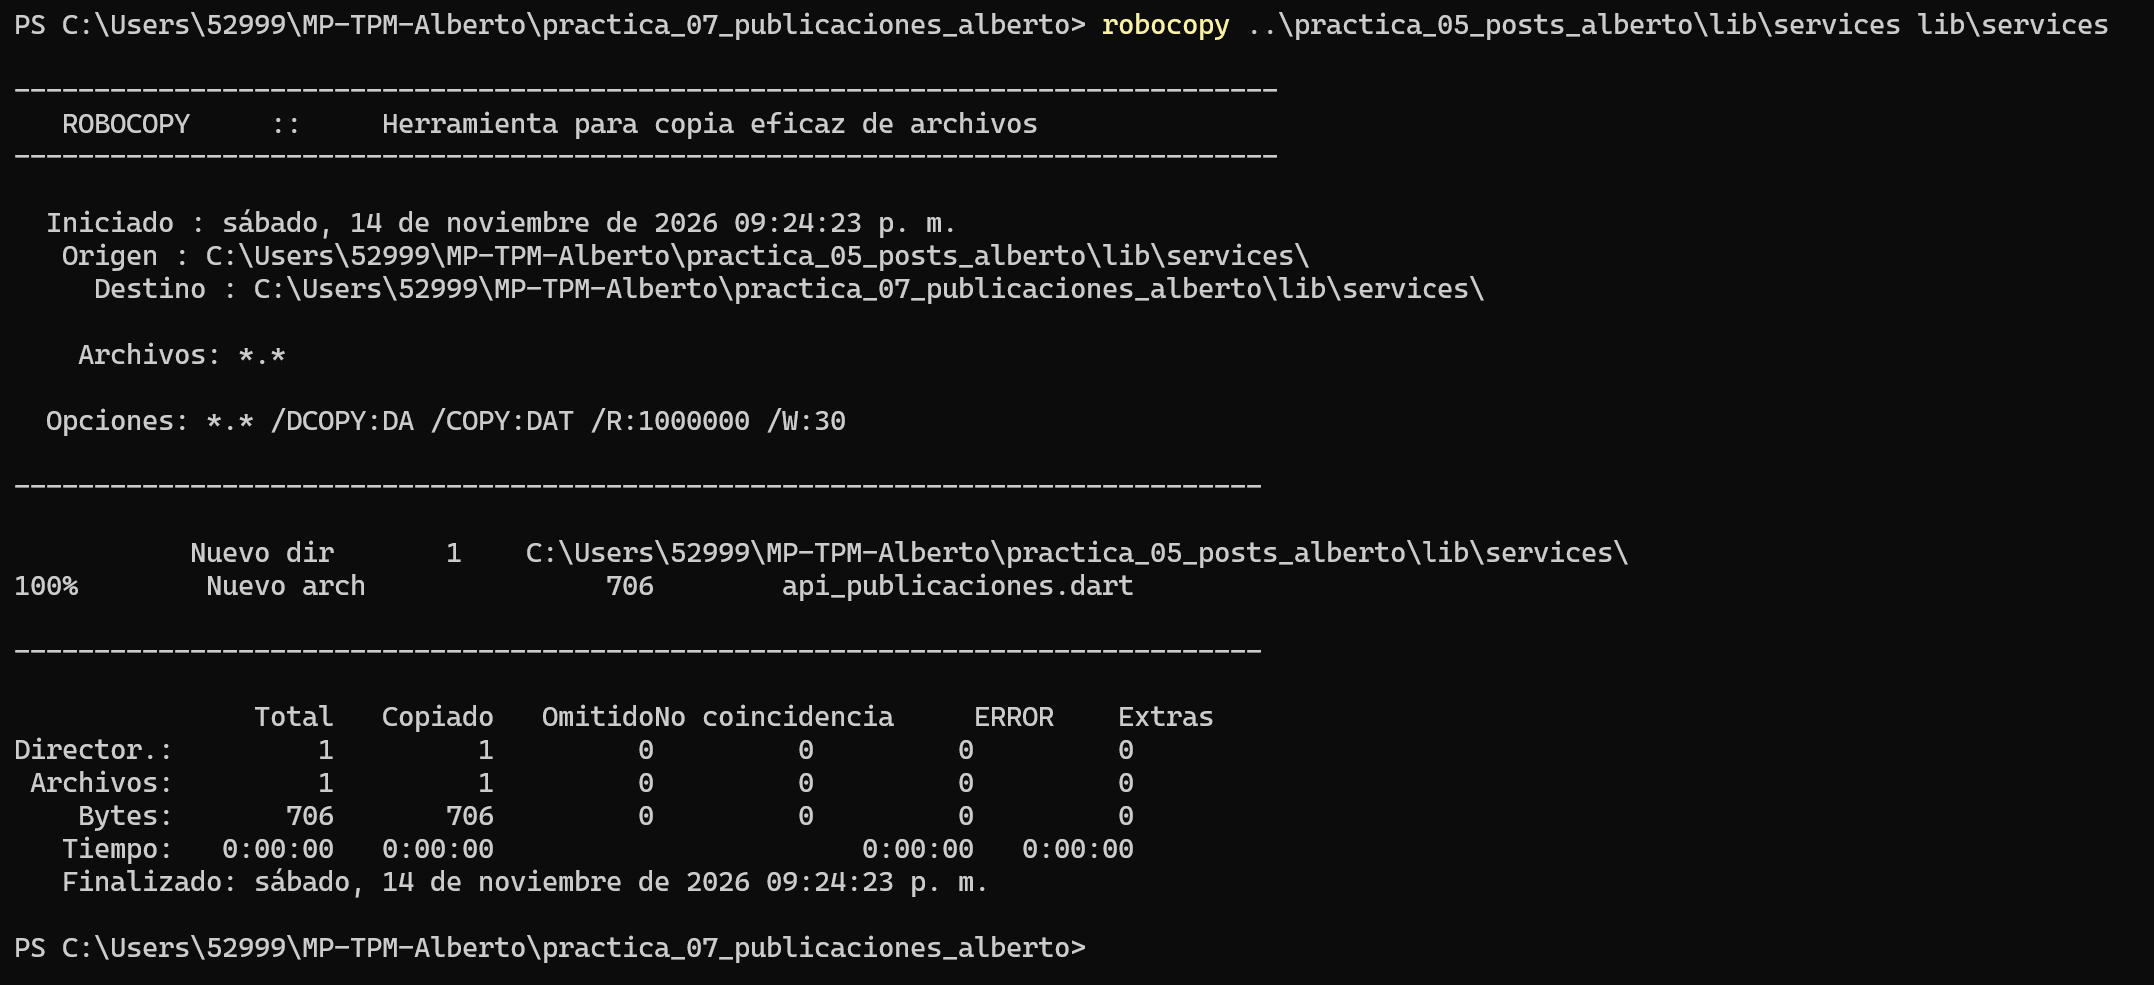 PS C:\Users\52999\MP-TPM-Alberto\practica_07_publicaciones_alberto> robocopy ..\practica_05_posts_alberto\lib\services lib\services
-------------------------------------------------------------------------------
   ROBOCOPY     ::     Herramienta para copia eficaz de archivos
-------------------------------------------------------------------------------
  Iniciado : sábado, 14 de noviembre de 2026 09:24:23 p. m.
   Origen : C:\Users\52999\MP-TPM-Alberto\practica_05_posts_alberto\lib\services\
     Destino : C:\Users\52999\MP-TPM-Alberto\practica_07_publicaciones_alberto\lib\services\
    Archivos: *.*
  Opciones: *.* /DCOPY:DA /COPY:DAT /R:1000000 /W:30
------------------------------------------------------------------------------
           Nuevo dir       1    C:\Users\52999\MP-TPM-Alberto\practica_05_posts_alberto\lib\services\
100%        Nuevo arch               706        api_publicaciones.dart
------------------------------------------------------------------------------
               Total   Copiado   OmitidoNo coincidencia     ERROR    Extras
Director.:         1         1         0         0         0         0
 Archivos:         1         1         0         0         0         0
    Bytes:       706       706         0         0         0         0
   Tiempo:   0:00:00   0:00:00                       0:00:00   0:00:00
   Finalizado: sábado, 14 de noviembre de 2026 09:24:23 p. m.
PS C:\Users\52999\MP-TPM-Alberto\practica_07_publicaciones_alberto>